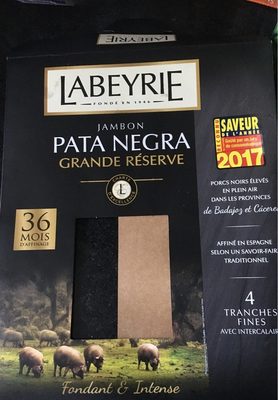 LABEYRIE
LABEYRIE
FONDÉ EN 1946
JAMBON
PATA NEGRA
GRANDE RÉSERVE
SAVEUR
DE L'ANNÉE
2017
PORCS NOIRS ÉLEVÉS
EN PLEIN AIR
DANS LES PROVINCES
de Badajoz et Cáceres
36
MOIS
D'AFFINAGE
AFFINÉ EN ESPAGNE
SELON UN SAVOIR-FAIRE
TRADITIONNEL
4
TRANCHES
FINES
AVEC INTERCALAIRE
Fondant & Intense